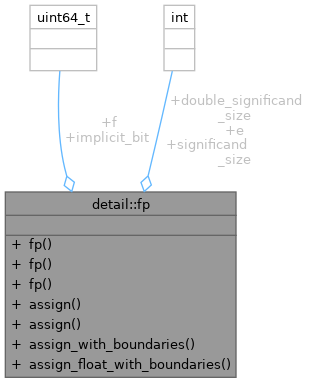 uint64_t
int
+f
+implicit_bit
+double_significand
_size
+e
+significand
_size
detail::fp
+ fp()
+ fp()
+ fp()
+ assign()
+ assign()
+ assign_with_boundaries()
+ assign_float_with_boundaries()